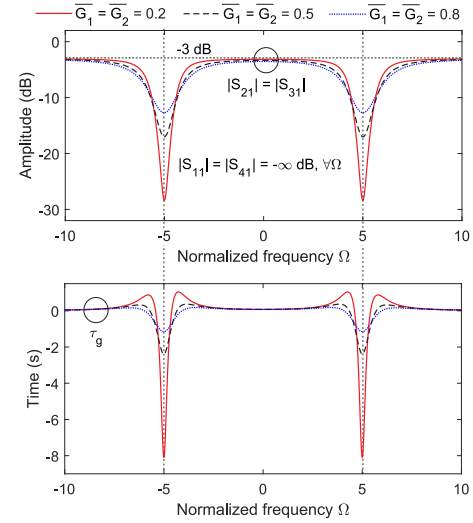 G̅₁ = G̅₂ = 0.2 G̅₁ = G̅₂ = 0.5 G̅₁ = G̅₂ = 0.8
0
-10
-20
-30
Amplitude (dB)
-3 dB
|S₂₁| = |S₃₁|
|S₁₁| = |S₄₁| = -∞ dB, ∀Ω
-10 -5 0 5 10
Normalized frequency Ω
0
-2
-4
-6
-8
Time (s)
τg
-10 -5 0 5 10
Normalized frequency Ω